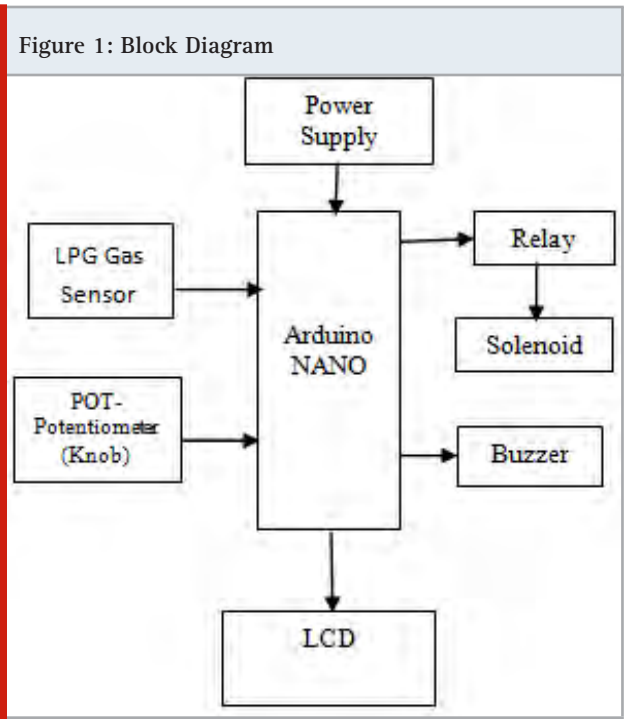 Figure 1: Block Diagram
Power
Supply
LPG Gas
Sensor
Relay
Arduino
NANO
Solenoid
POT-
Potentiometer
(Knob)
Buzzer
LCD